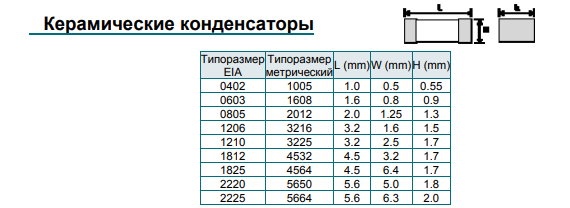 Керамические конденсаторы
L
Типоразмер EIA Типоразмер метрический L (mm) W (mm) H (mm)
0402 1005 1.0 0.5 0.55
0603 1608 1.6 0.8 0.9
0805 2012 2.0 1.25 1.3
1206 3216 3.2 1.6 1.5
1210 3225 3.2 2.5 1.7
1812 4532 4.5 3.2 1.7
1825 4564 4.5 6.4 1.7
2220 5650 5.6 5.0 1.8
2225 5664 5.6 6.3 2.0